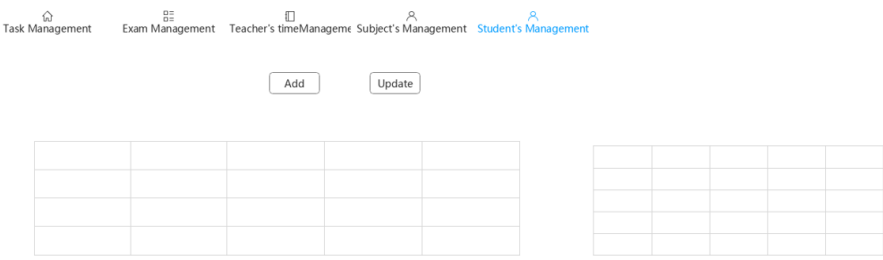 Task Management
Exam Management
Teacher's timeManageme
Subject's Management
Student's Management
Add
Update